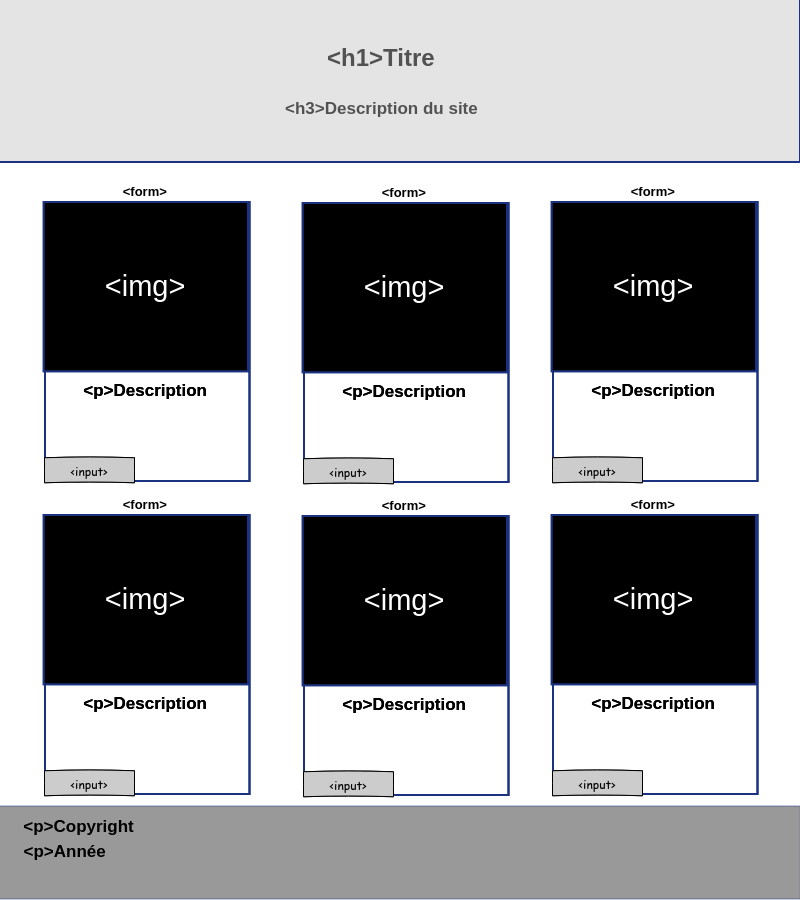 <h1>Titre
<h3>Description du site
<form> <form> <form>
<img> <img> <img>
<p>Description <p>Description <p>Description
<input> <input> <input>
<form> <form> <form>
<img> <img> <img>
<p>Description <p>Description <p>Description
<input> <input> <input>
<p>Copyright
<p>Année